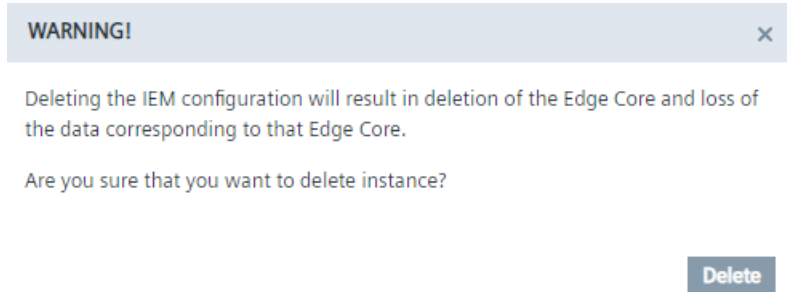 WARNING!
Deleting the IEM configuration will result in deletion of the Edge Core and loss of
the data corresponding to that Edge Core.
Are you sure that you want to delete instance?
Delete